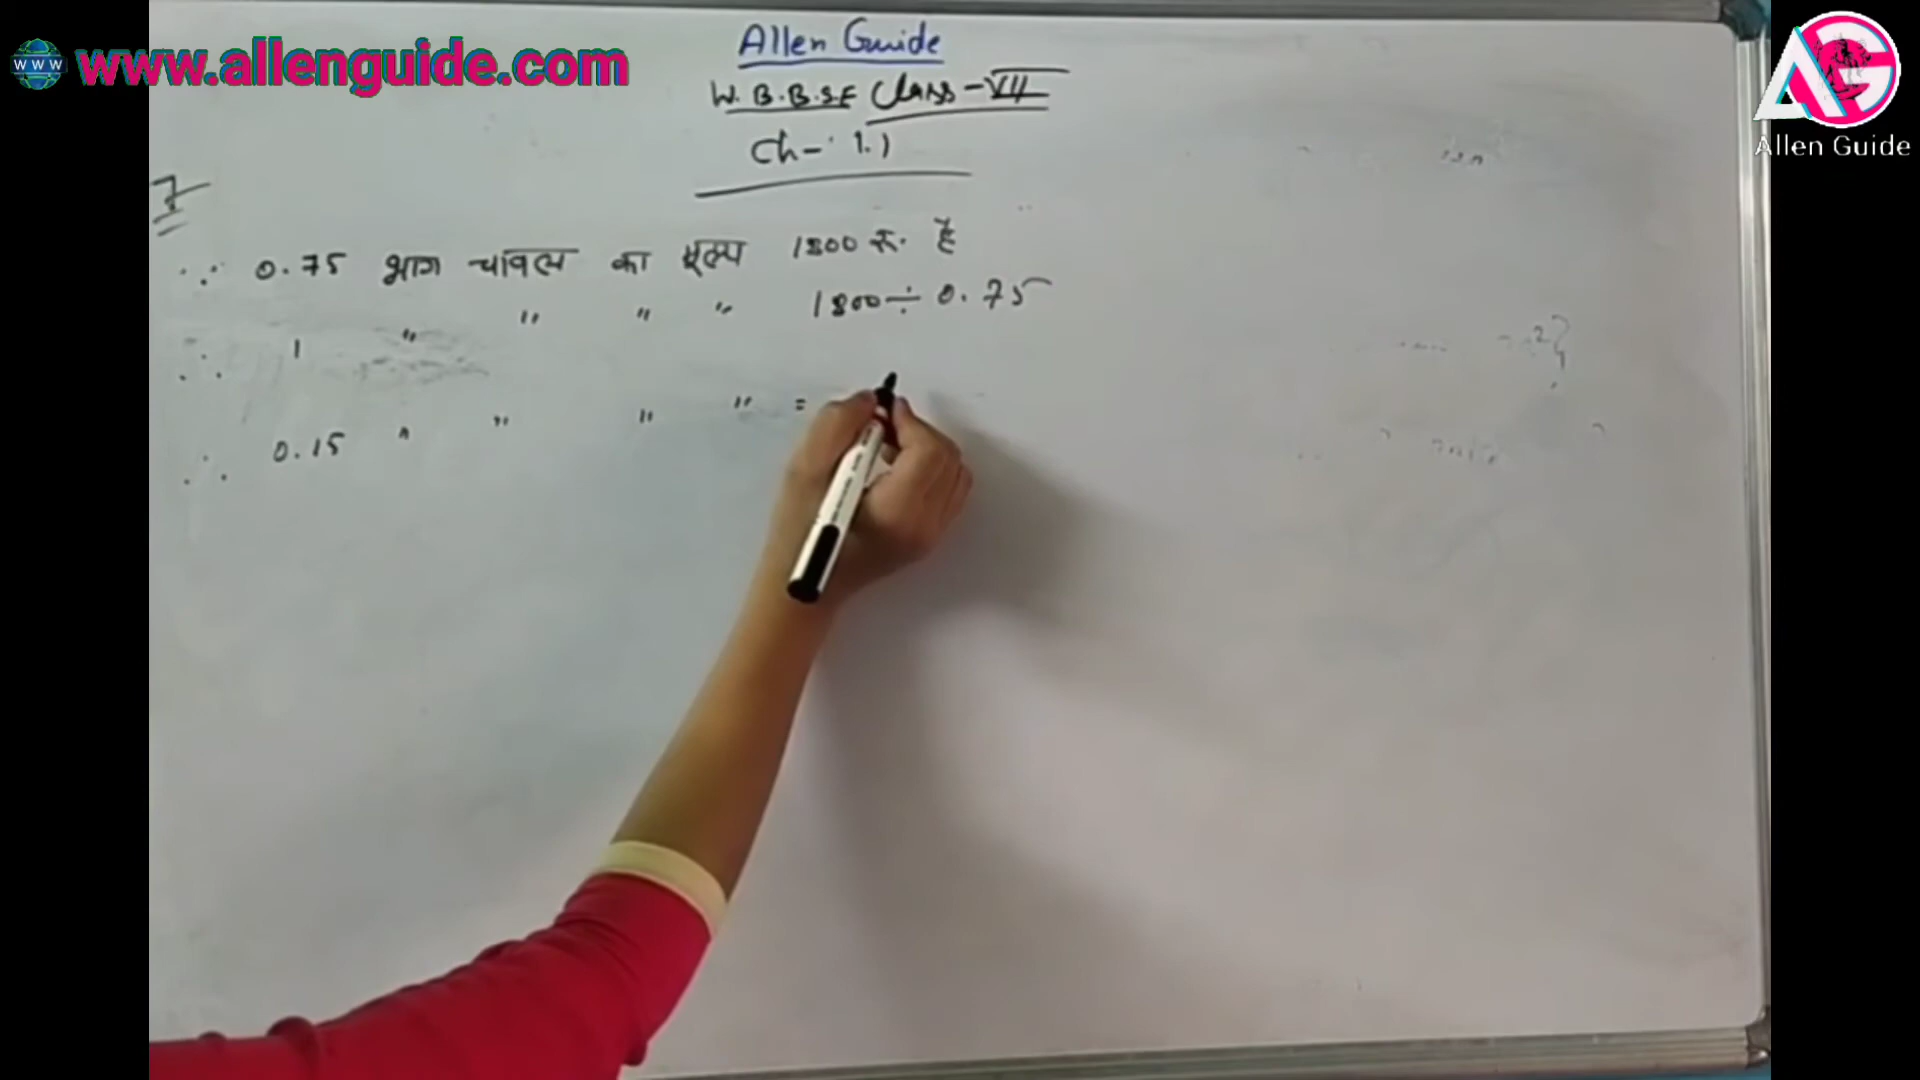 www.allenguide.com
Allen Guide
W.B.B.S.E Class-VII
Ch- 1.1
7
Allen Guide
∵ 0.75 भाग चावल का मूल्य 1800 रु. है
∴ 1 " " " " 1800÷0.75
∴ 0.15 " " " " =